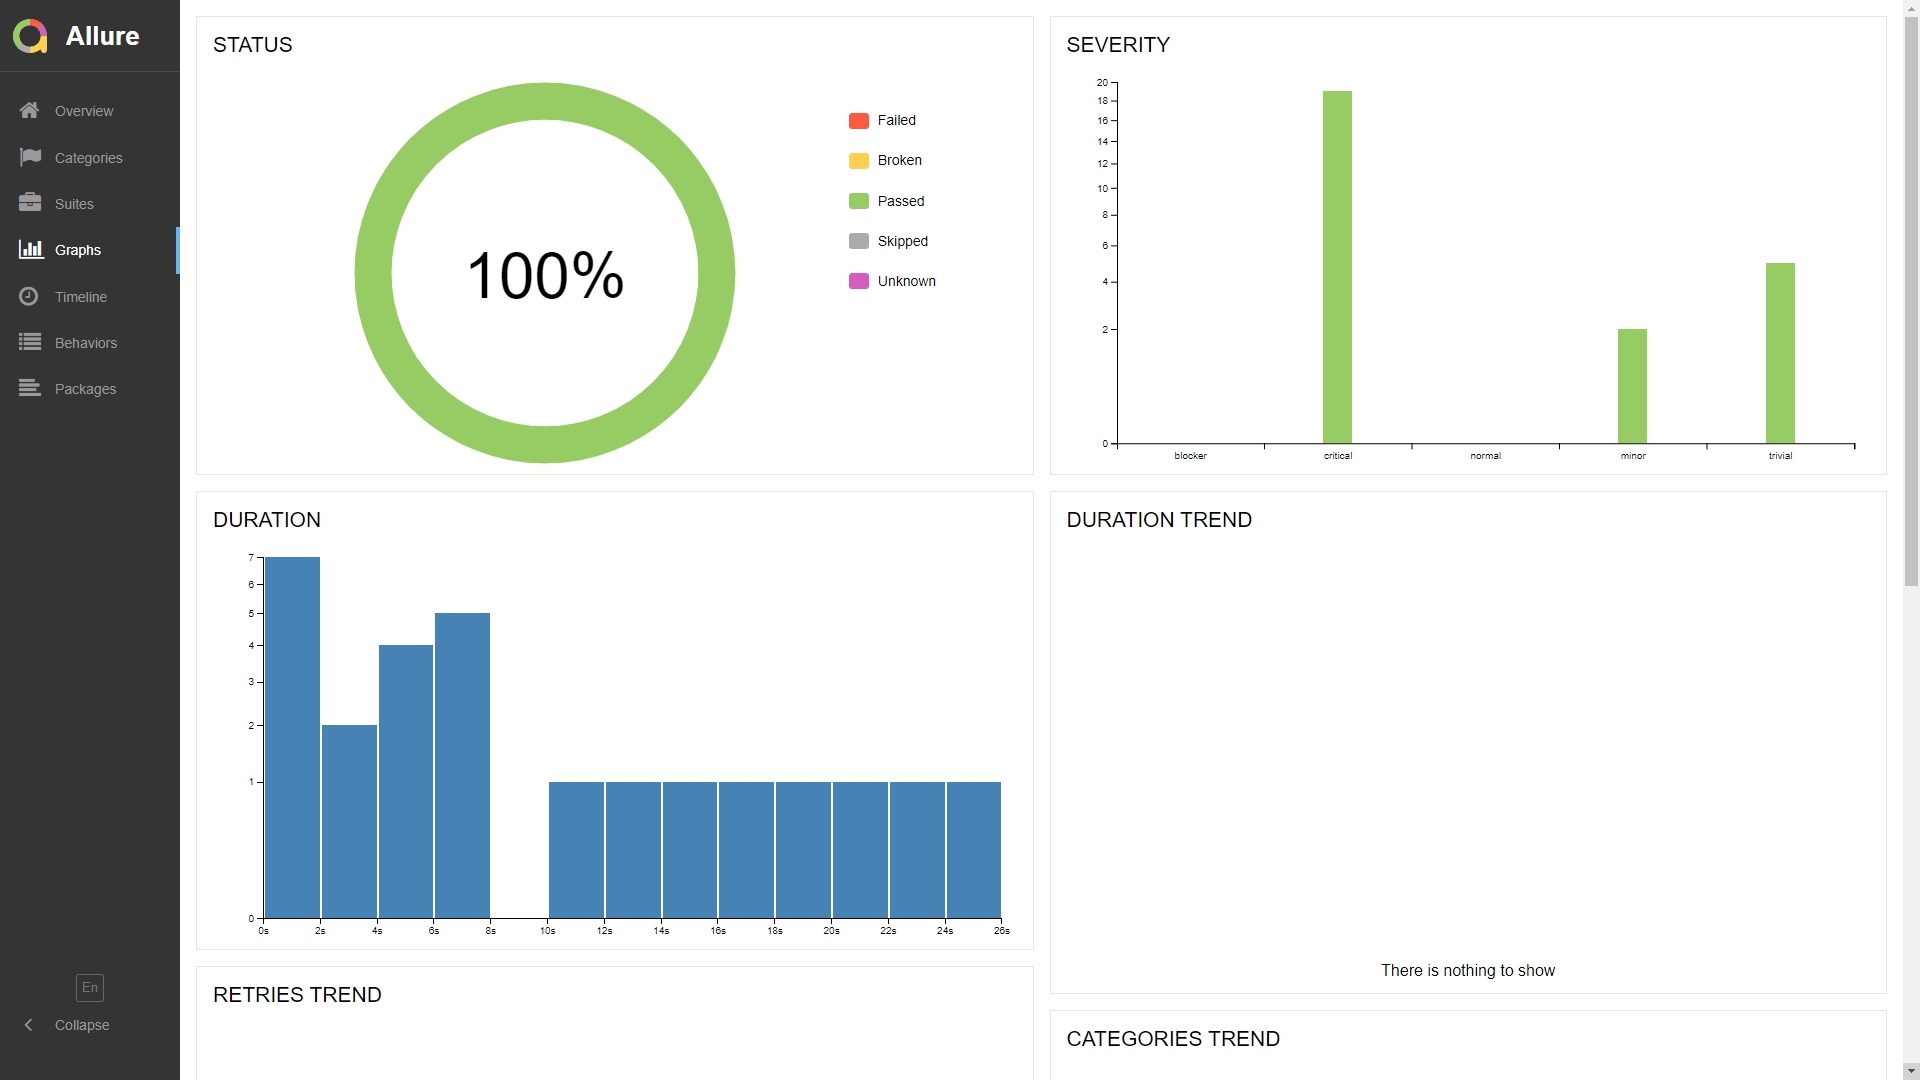 Allure
Overview
Categories
Suites
Graphs
Timeline
Behaviors
Packages
En
Collapse
STATUS
100%
Failed
Broken
Passed
Skipped
Unknown
SEVERITY
20
18
16
14
12
10
8
6
4
2
0
blocker critical normal minor trivial
DURATION
7
6
5
4
3
2
1
0
0s 2s 4s 6s 8s 10s 12s 14s 16s 18s 20s 22s 24s 26s
DURATION TREND
There is nothing to show
RETRIES TREND
CATEGORIES TREND